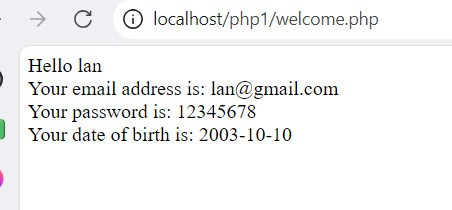 localhost/php1/welcome.php
Hello lan
Your email address is: lan@gmail.com
Your password is: 12345678
Your date of birth is: 2003-10-10